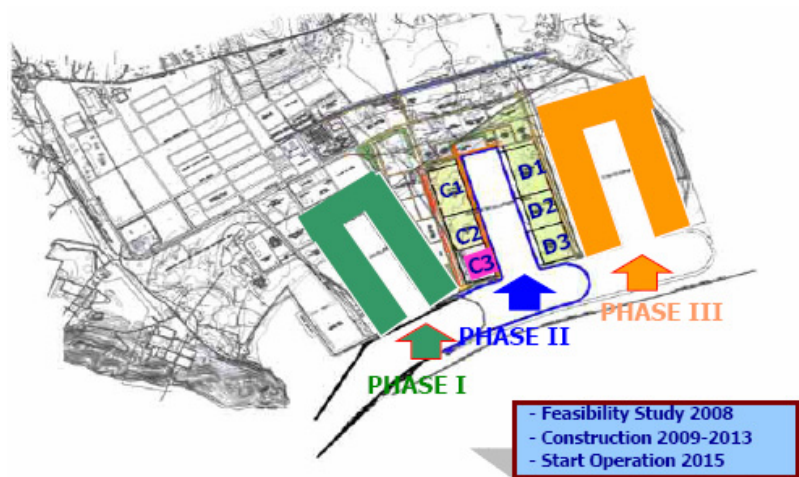 C1
D1
D2
C2
D3
C3
PHASE III
PHASE II
PHASE I
- Feasibility Study 2008
- Construction 2009-2013
- Start Operation 2015